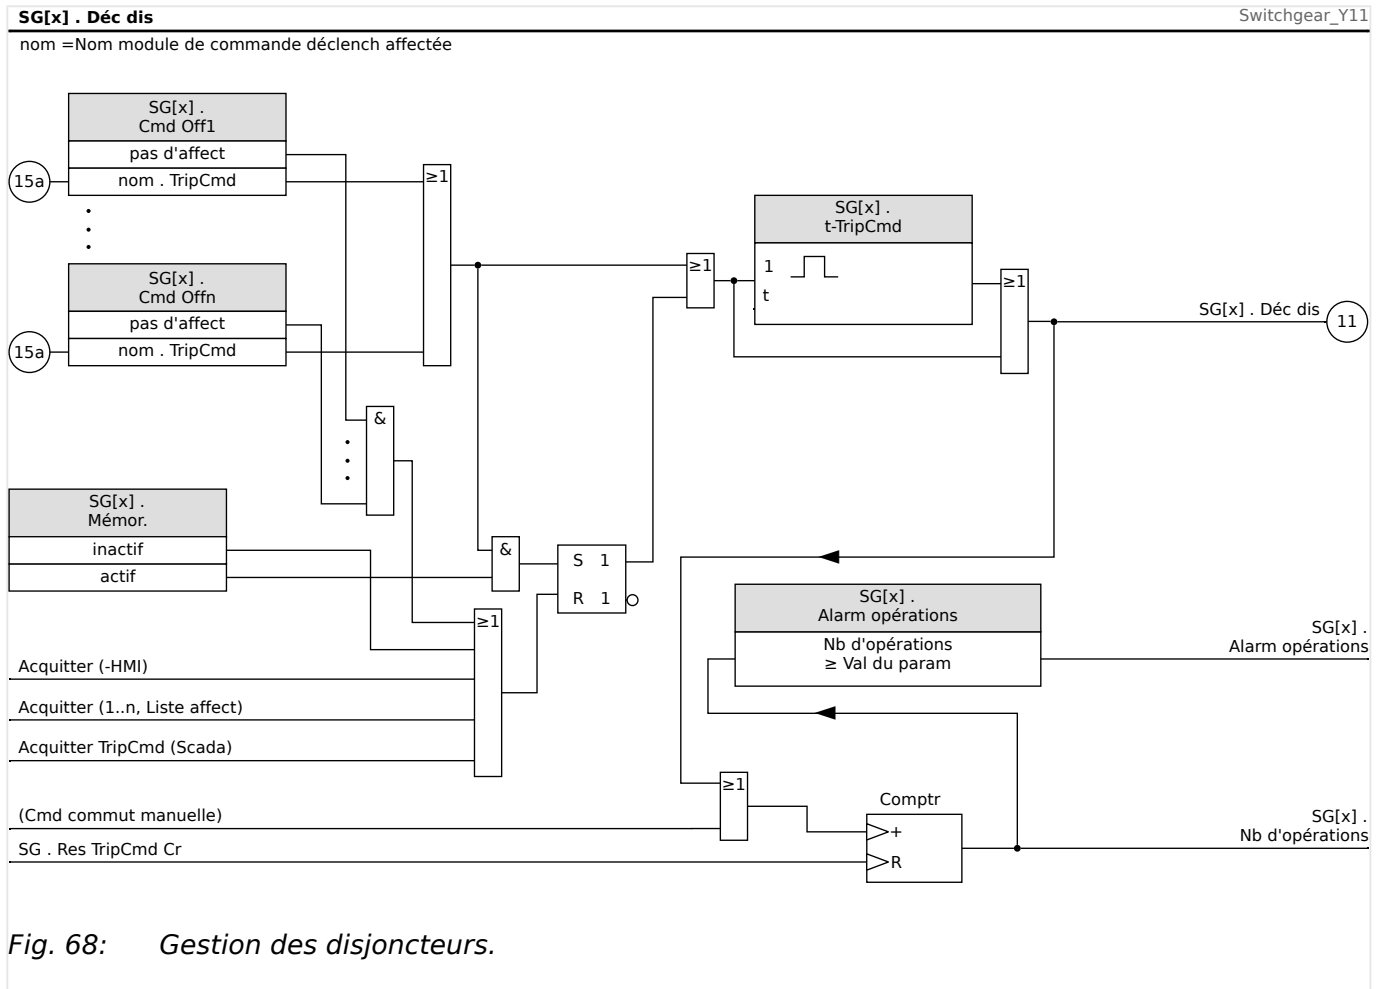 SG[x] . Déc dis
Switchgear_Y11
nom =Nom module de commande déclench affectée
SG[x] .
Cmd Off1
pas d'affect
15a
nom . TripCmd
≥1
SG[x] .
t-TripCmd
1
t
≥1
≥1
SG[x] .
Cmd Offn
pas d'affect
15a
nom . TripCmd
SG[x] . Déc dis
11
&
SG[x] .
Mémor.
inactif
actif
&
S 1
R 1
≥1
SG[x] .
Alarm opérations
Nb d'opérations
≥ Val du param
SG[x] .
Alarm opérations
Acquitter (-HMI)
Acquitter (1..n, Liste affect)
Acquitter TripCmd (Scada)
≥1
(Cmd commut manuelle)
SG . Res TripCmd Cr
Comptr
+
R
SG[x] .
Nb d'opérations
Fig. 68: Gestion des disjoncteurs.